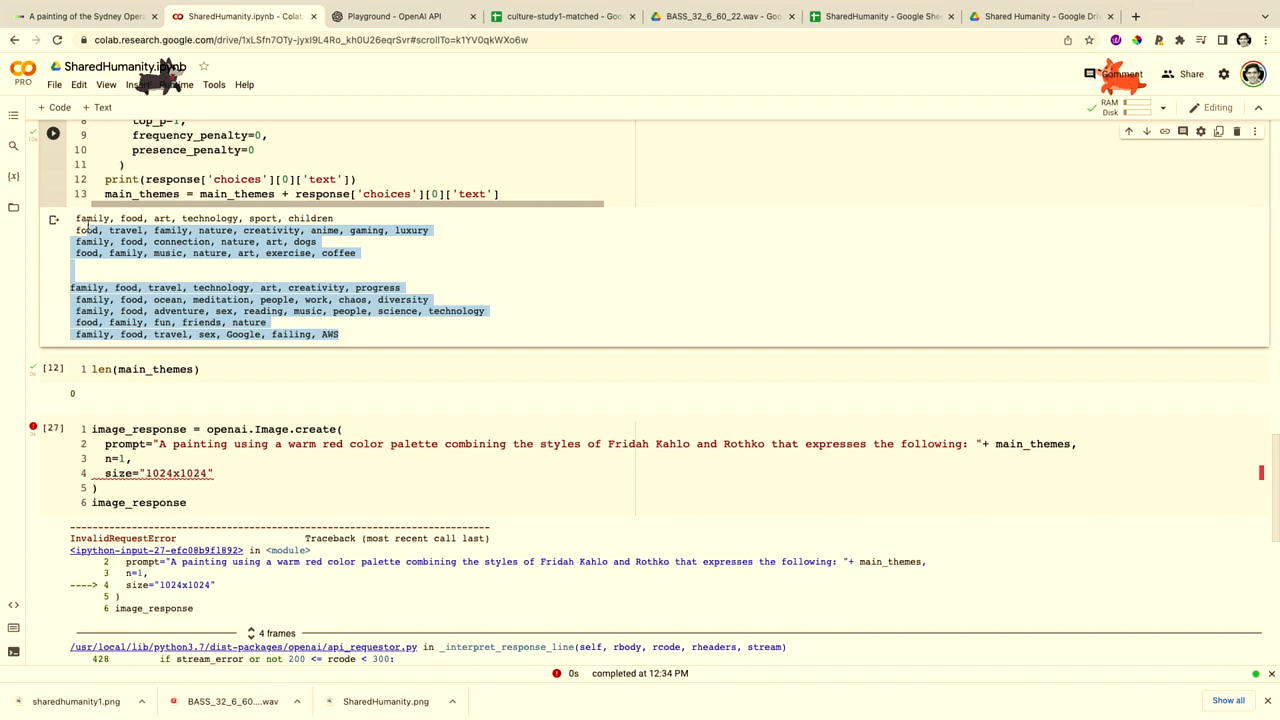 A painting of the Sydney Opera
SharedHumanity.ipynb - Colab
Playground - OpenAI API
culture-study1-matched - Goo
BASS_32_6_60_22.wav - Goo
SharedHumanity - Google She
Shared Humanity - Google Dri
colab.research.google.com/drive/1xLSfn7OTy-jyxI9L4Ro_kh0U26eqrSvr#scrollTo=k1YV0qkWXo6w
PRO
SharedHumanity.ipynb
Comment
Share
File Edit View Insert Runtime Tools Help
+ Code + Text
RAM
Disk
Editing
8 top_p=1,
9 frequency_penalty=0,
10 presence_penalty=0
11 )
12 print(response['choices'][0]['text'])
13 main_themes = main_themes + response['choices'][0]['text']
family, food, art, technology, sport, children
food, travel, family, nature, creativity, anime, gaming, luxury
family, food, connection, nature, art, dogs
food, family, music, nature, art, exercise, coffee
family, food, travel, technology, art, creativity, progress
family, food, ocean, meditation, people, work, chaos, diversity
family, food, adventure, sex, reading, music, people, science, technology
food, family, fun, friends, nature
family, food, travel, sex, Google, failing, AWS
[12] 1 len(main_themes)
0
[27] 1 image_response = openai.Image.create(
2 prompt="A painting using a warm red color palette combining the styles of Fridah Kahlo and Rothko that expresses the following: "+ main_themes,
3 n=1,
4 size="1024x1024"
5 )
6 image_response
InvalidRequestError Traceback (most recent call last)
<ipython-input-27-efc08b9f1892> in <module>
2 prompt="A painting using a warm red color palette combining the styles of Fridah Kahlo and Rothko that expresses the following: "+ main_themes,
3 n=1,
----> 4 size="1024x1024"
5 )
6 image_response
4 frames
/usr/local/lib/python3.7/dist-packages/openai/api_requestor.py in _interpret_response_line(self, rbody, rcode, rheaders, stream)
428 if stream_error or not 200 <= rcode < 300:
0s completed at 12:34 PM
sharedhumanity1.png
BASS_32_6_60....wav
SharedHumanity.png
Show all